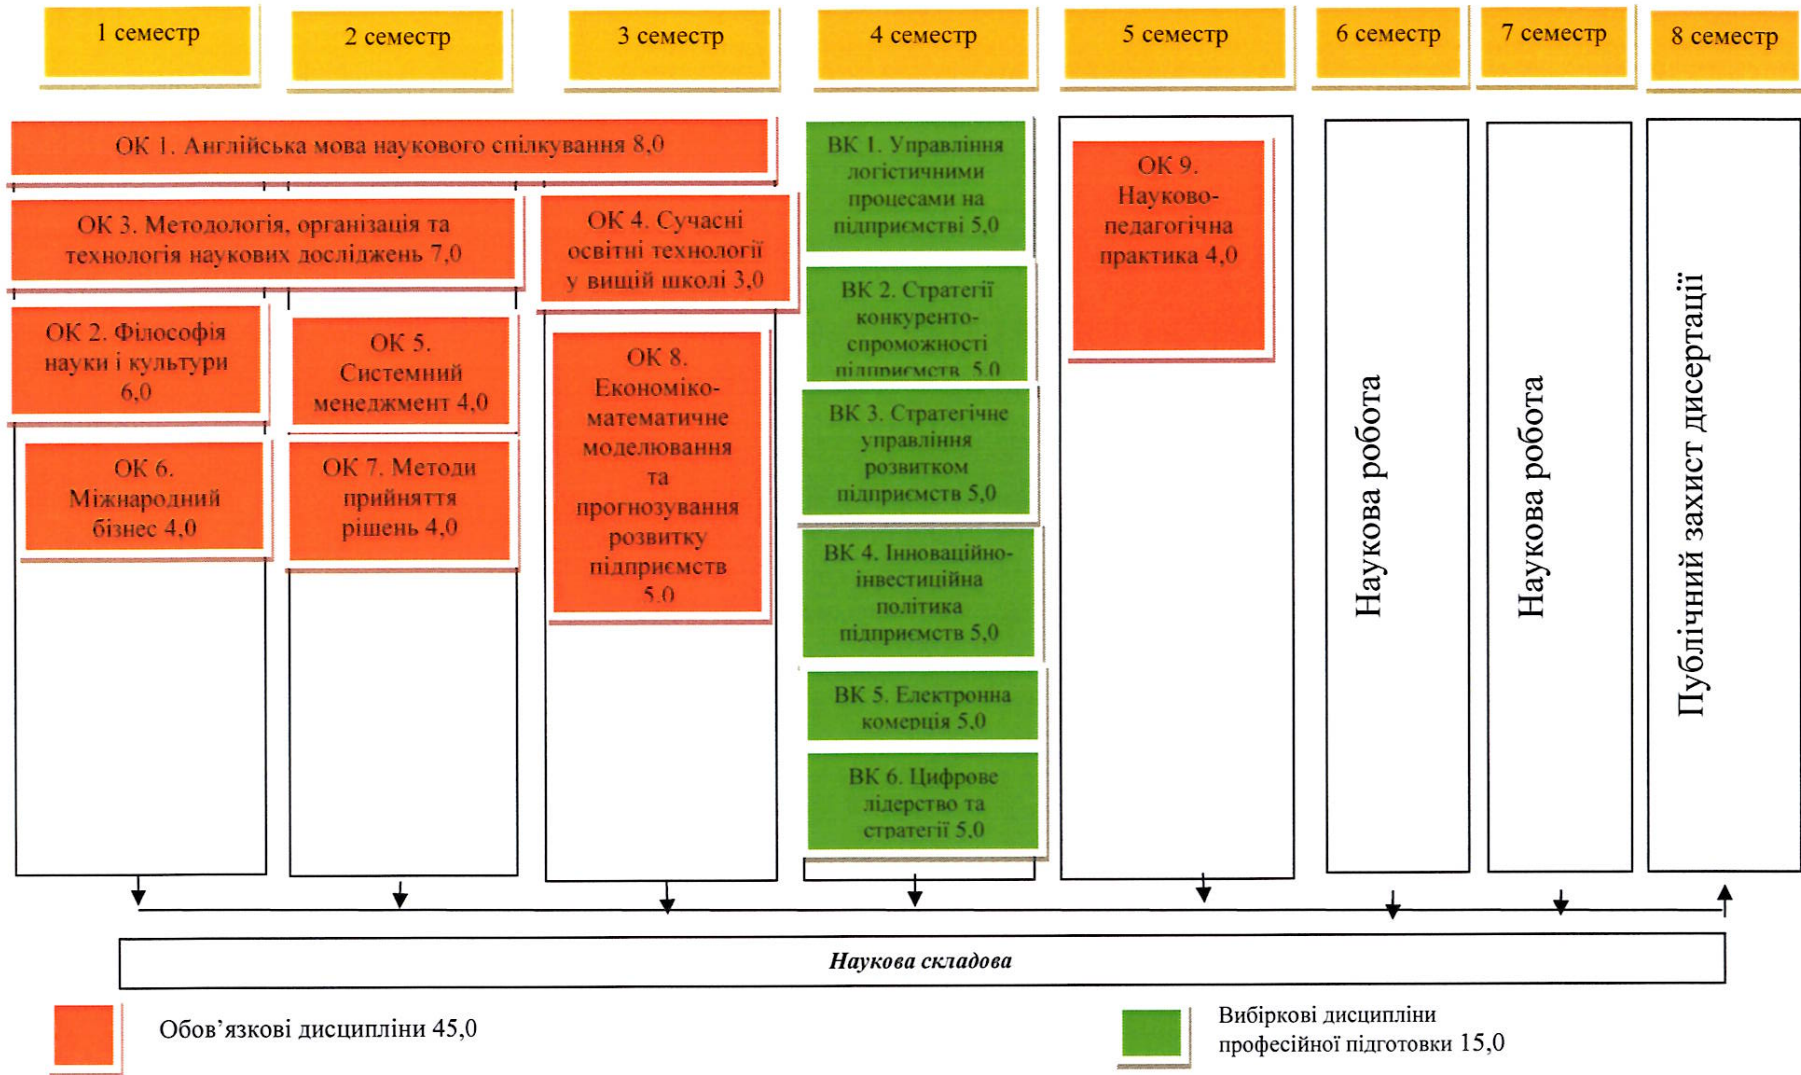 1 семестр
2 семестр
3 семестр
4 семестр
5 семестр
6 семестр
7 семестр
8 семестр
ОК 1. Англійська мова наукового спілкування 8,0
ОК 3. Методологія, організація та
технологія наукових досліджень 7,0
ОК 2. Філософія
науки і культури
6,0
ОК 6.
Міжнародний
бізнес 4,0
ОК 5.
Системний
менеджмент 4,0
ОК 7. Методи
прийняття
рішень 4,0
ОК 4. Сучасні
освітні технології
у вищій школі 3,0
ОК 8.
Економіко-
математичне
моделювання
та
прогнозування
розвитку
підприємств
5,0
ВК 1. Управління
логістичними
процесами на
підприємстві 5,0
ВК 2. Стратегії
конкуренто-
спроможності
підприємств 5,0
ВК 3. Стратегічне
управління
розвитком
підприємств 5,0
ВК 4. Інноваційно-
інвестиційна
політика
підприємств 5,0
ВК 5. Електронна
комерція 5,0
ВК 6. Цифрове
лідерство та
стратегії 5,0
ОК 9.
Науково-
педагогічна
практика 4,0
Наукова робота
Наукова робота
Публічний захист дисертації
Наукова складова
Обов’язкові дисципліни 45,0
Вибіркові дисципліни
професійної підготовки 15,0